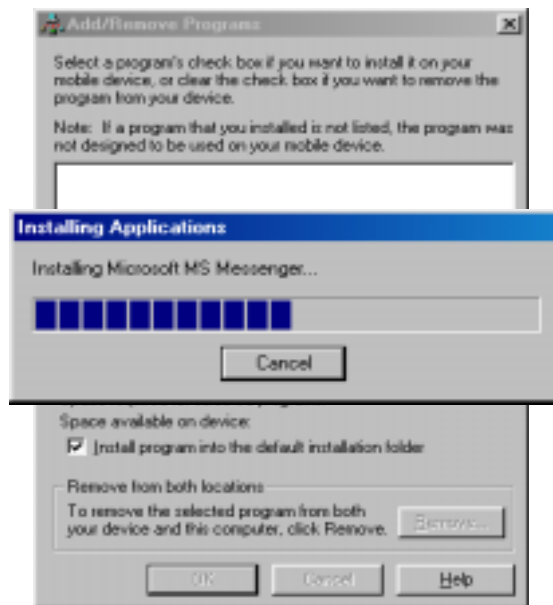 Add/Remove Programs
Select a program's check box if you want to install it on your
mobile device, or clear the check box if you want to remove the
program from your device.
Note: If a program that you installed is not listed, the program was
not designed to be used on your mobile device.
Installing Applications
Installing Microsoft MS Messenger...
Cancel
Space available on device:
Install program into the default installation folder
Remove from both locations
To remove the selected program from both
your device and this computer, click Remove.
Remove...
OK
Cancel
Help